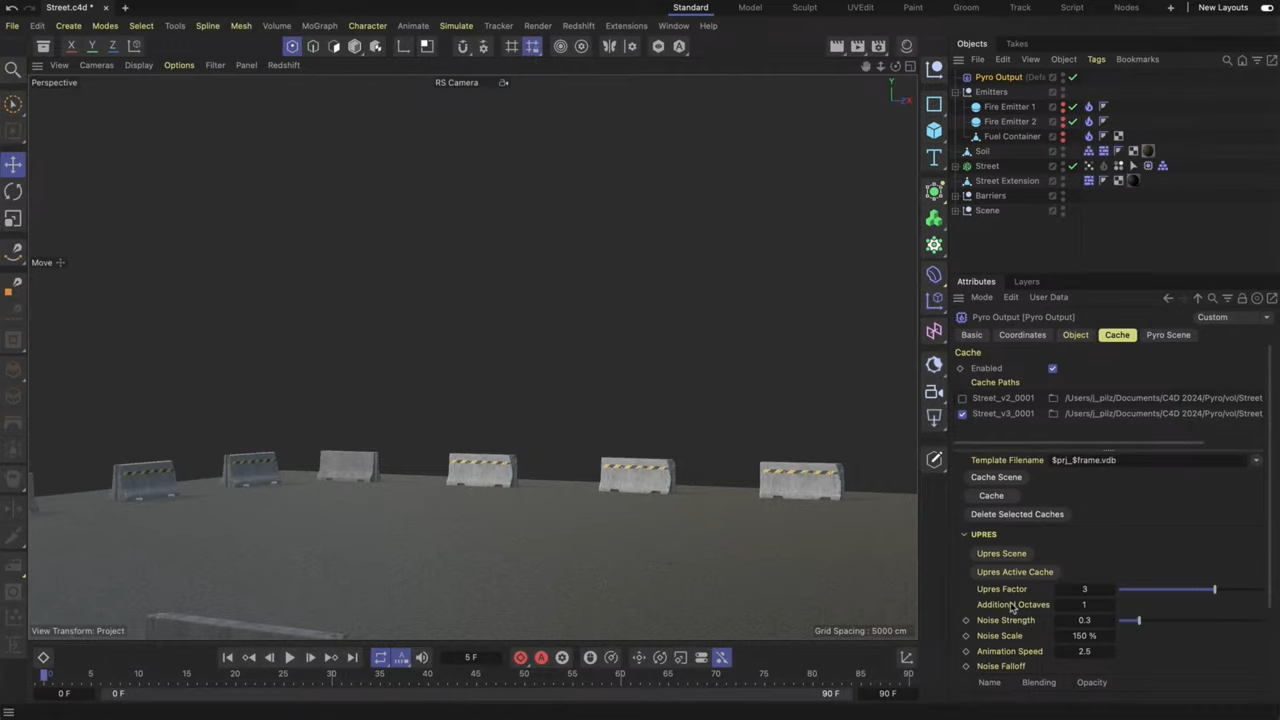 Street.c4d *
Standard Model Sculpt UVEdit Paint Groom Track Script Nodes + New Layouts
File Edit Create Modes Select Tools Spline Mesh Volume MoGraph Character Animate Simulate Tracker Render Redshift Extensions Window Help
X Y Z
View Cameras Display Options Filter Panel Redshift
Perspective
RS Camera
Y
Move
View Transform: Project
Grid Spacing : 5000 cm
5 F
0 5 10 15 20 25 30 35 40 45 50 55 60 65 70 75 80 85 90
0 F
0 F
90 F
90 F
Objects Takes
File Edit View Object Tags Bookmarks
Pyro Output
Emitters
Fire Emitter 1
Fire Emitter 2
Fuel Container
Soil
Street
Street Extension
Barriers
Scene
Attributes Layers
Mode Edit User Data
Pyro Output [Pyro Output]
Custom
Basic Coordinates Object Cache Pyro Scene
Cache
Enabled
Cache Paths
Street_v2_0001 /Users/j_pilz/Documents/C4D 2024/Pyro/vol/Street
Street_v3_0001 /Users/j_pilz/Documents/C4D 2024/Pyro/vol/Street
Template Filename $prj_$frame.vdb
Cache Scene
Cache
Delete Selected Caches
UPRES
Upres Scene
Upres Active Cache
Upres Factor 3
Additional Octaves 1
Noise Strength 0.3
Noise Scale 150 %
Animation Speed 2.5
Noise Falloff
Name Blending Opacity